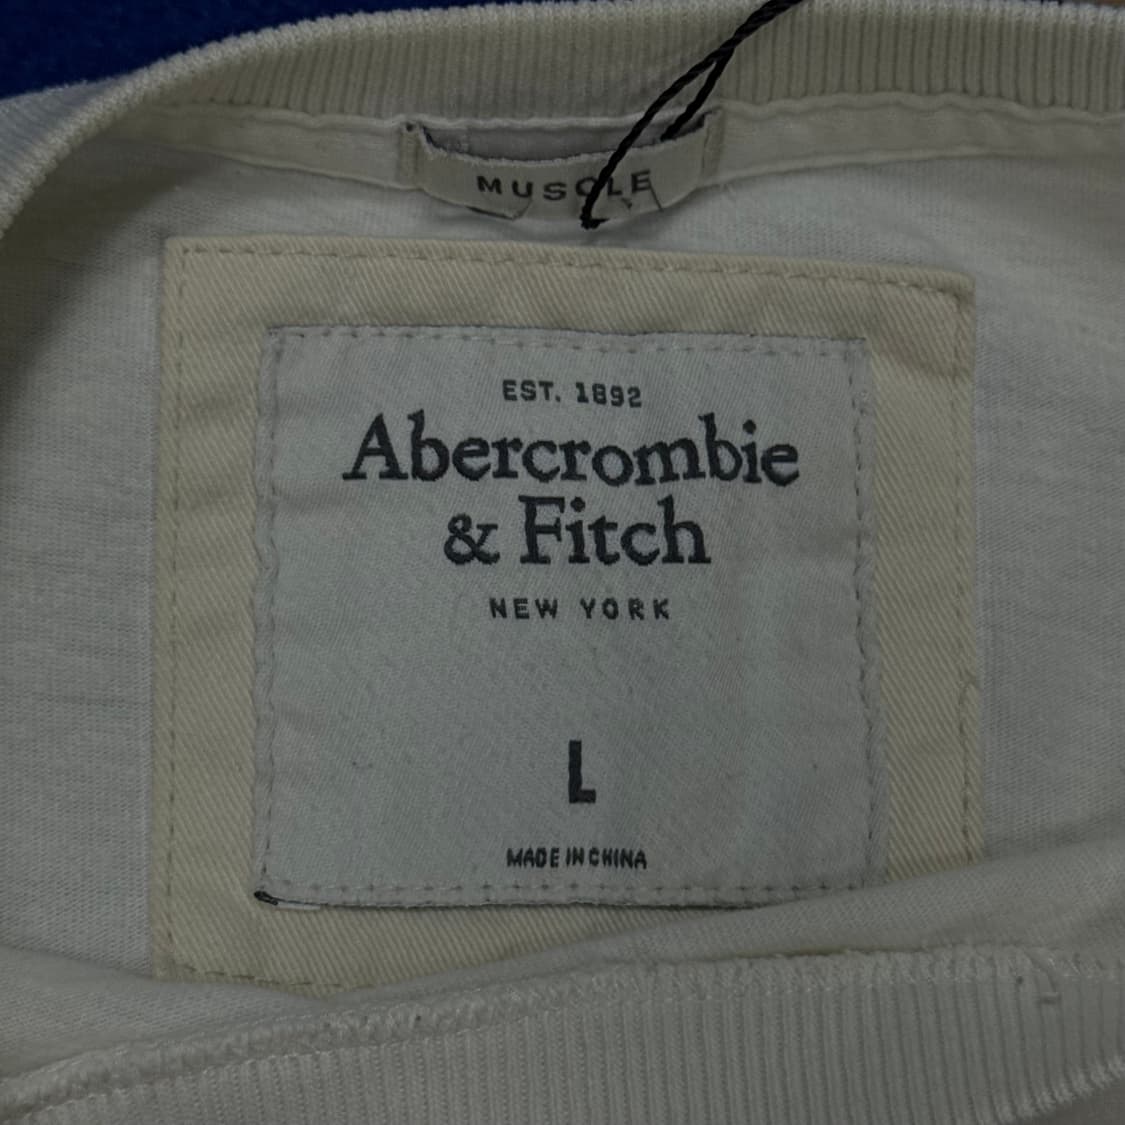 MUSCLE
EST. 1892
Abercrombie
& Fitch
NEW YORK
L
MADE IN CHINA